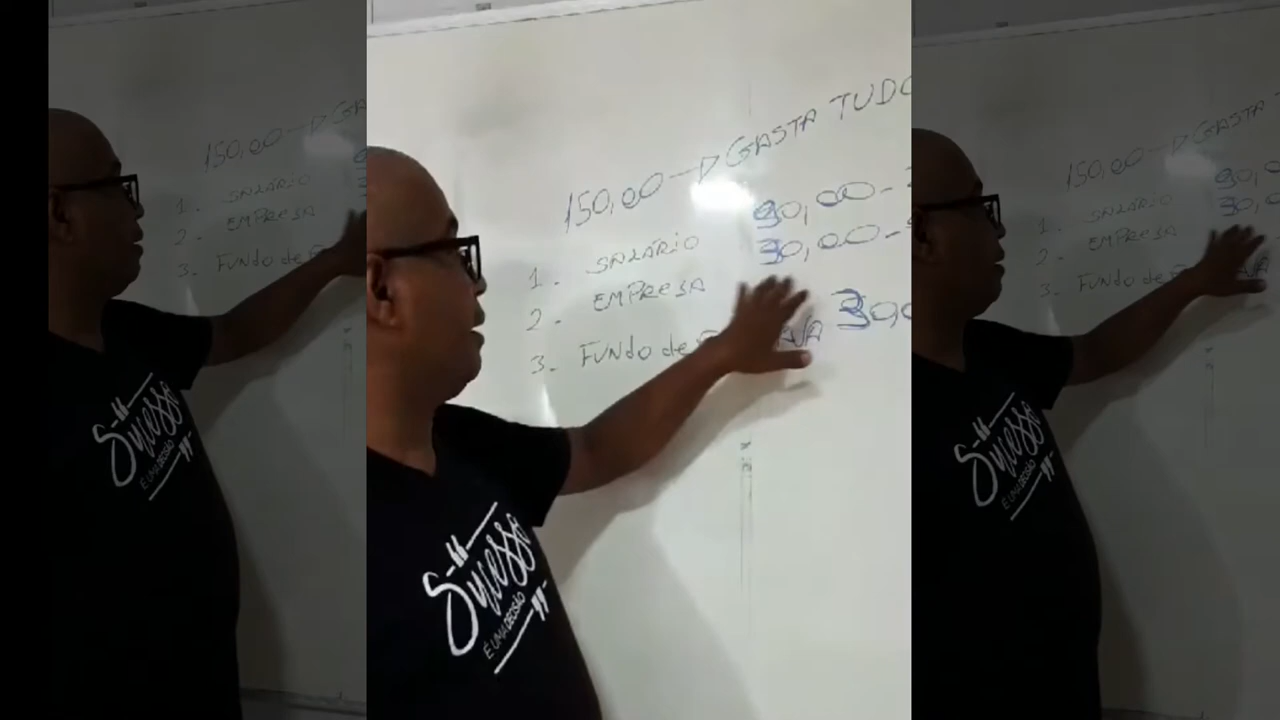 150,00 → GASTA TUDO
1. SALÁRIO 90,00 -
2- EMPRESA 30,00 -
3- FUNDO de 30,0
"Sucesso
É UMA DECISÃO"